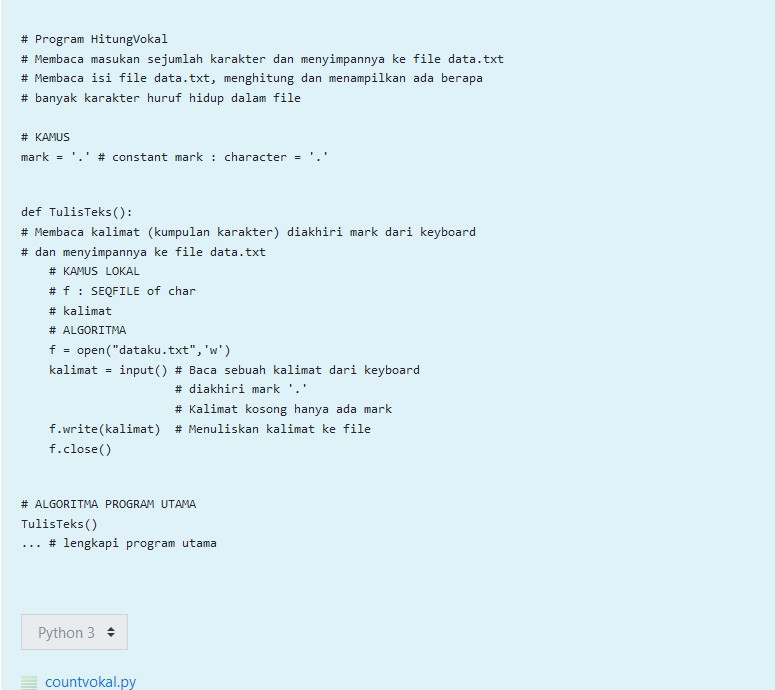 # Program HitungVokal
# Membaca masukan sejumlah karakter dan menyimpannya ke file data.txt
# Membaca isi file data.txt, menghitung dan menampilkan ada berapa
# banyak karakter huruf hidup dalam file
# KAMUS
mark = '.' # constant mark : character = '.'
def TulisTeks():
# Membaca kalimat (kumpulan karakter) diakhiri mark dari keyboard
# dan menyimpannya ke file data.txt
    # KAMUS LOKAL
    # f : SEQFILE of char
    # kalimat
    # ALGORITMA
    f = open("dataku.txt",'w')
    kalimat = input() # Baca sebuah kalimat dari keyboard
                      # diakhiri mark '.'
                      # Kalimat kosong hanya ada mark
    f.write(kalimat)  # Menuliskan kalimat ke file
    f.close()
# ALGORITMA PROGRAM UTAMA
TulisTeks()
... # lengkapi program utama
Python 3
countvokal.py